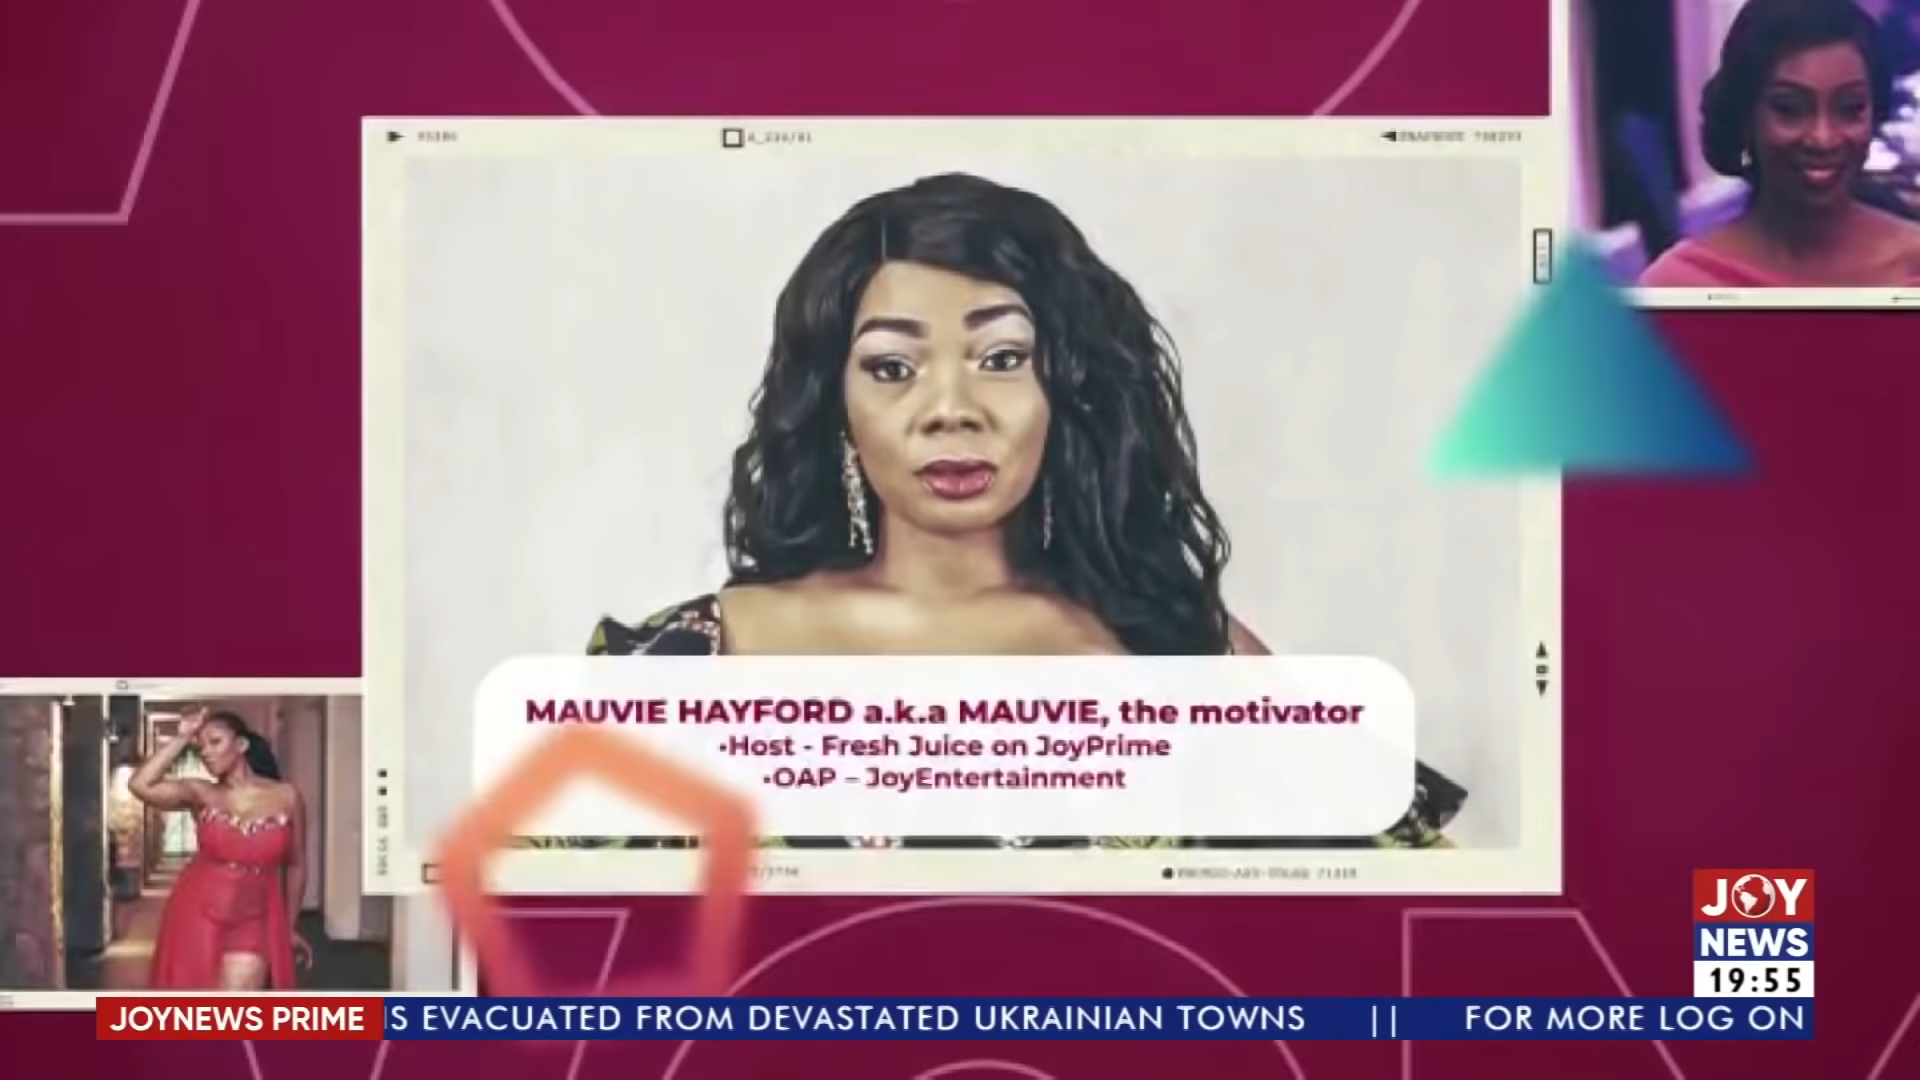 MAUVIE HAYFORD a.k.a MAUVIE, the motivator
•Host - Fresh Juice on JoyPrime
•OAP – JoyEntertainment
JOY
NEWS
19:55
JOYNEWS PRIME
IS EVACUATED FROM DEVASTATED UKRAINIAN TOWNS || FOR MORE LOG ON